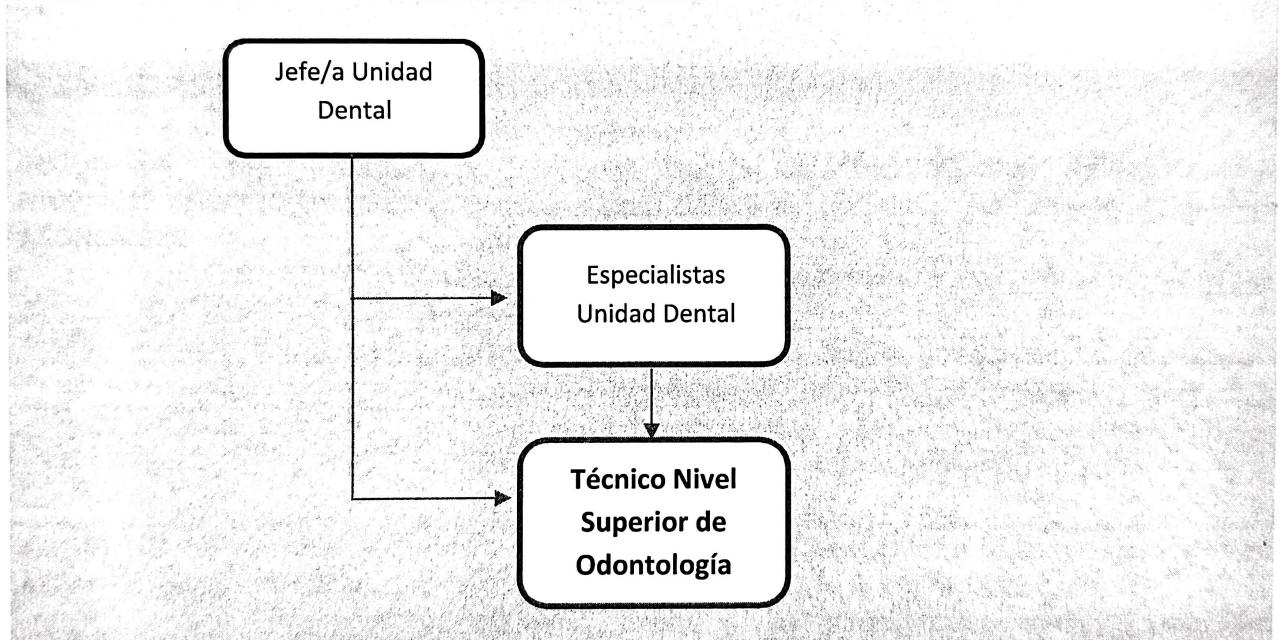 Jefe/a Unidad
Dental
Especialistas
Unidad Dental
Técnico Nivel
Superior de
Odontología